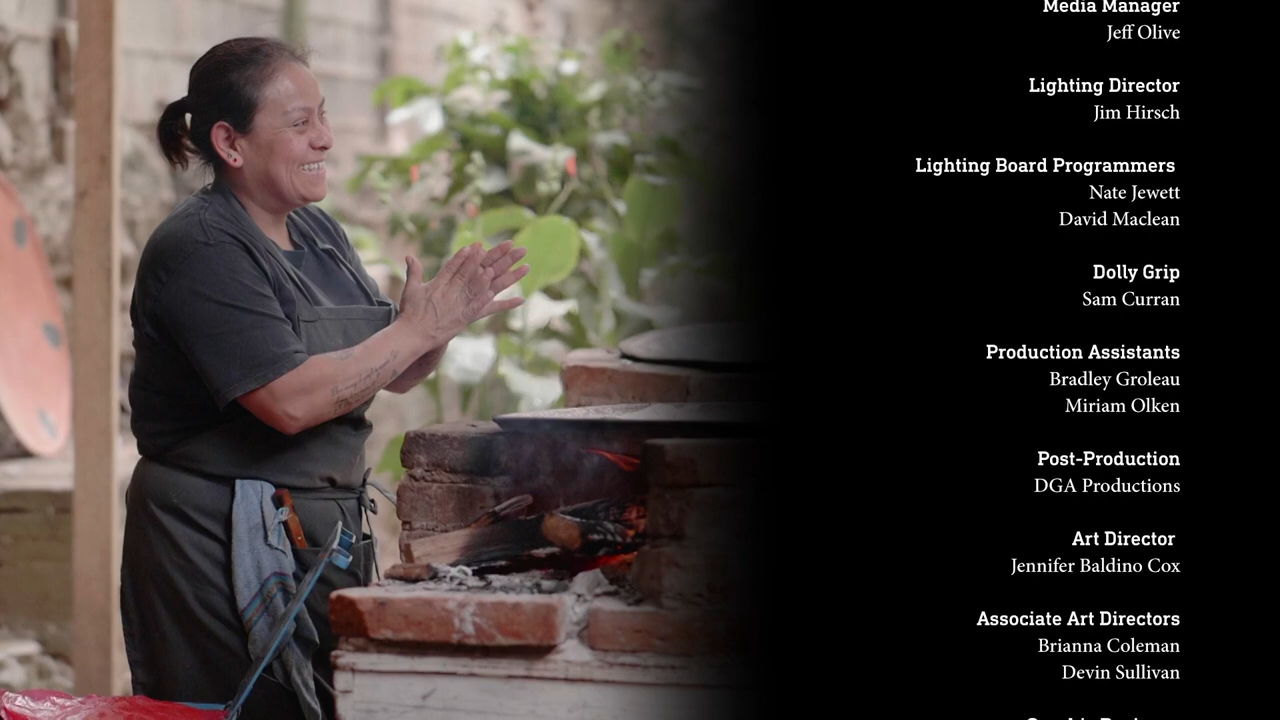 Media Manager
Jeff Olive
Lighting Director
Jim Hirsch
Lighting Board Programmers
Nate Jewett
David Maclean
Dolly Grip
Sam Curran
Production Assistants
Bradley Groleau
Miriam Olken
Post-Production
DGA Productions
Art Director
Jennifer Baldino Cox
Associate Art Directors
Brianna Coleman
Devin Sullivan